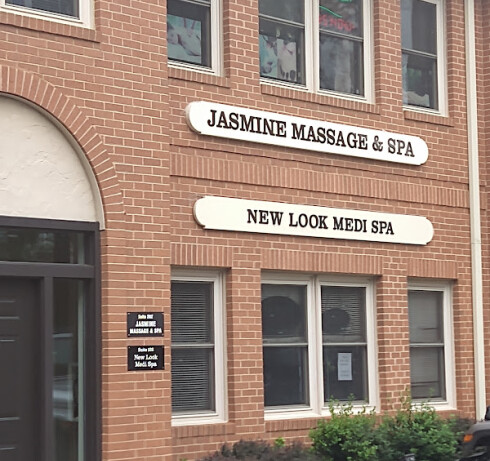 JASMINE MASSAGE & SPA
NEW LOOK MEDI SPA
JASMINE
MASSAGE & SPA
New Look
Medi Spa